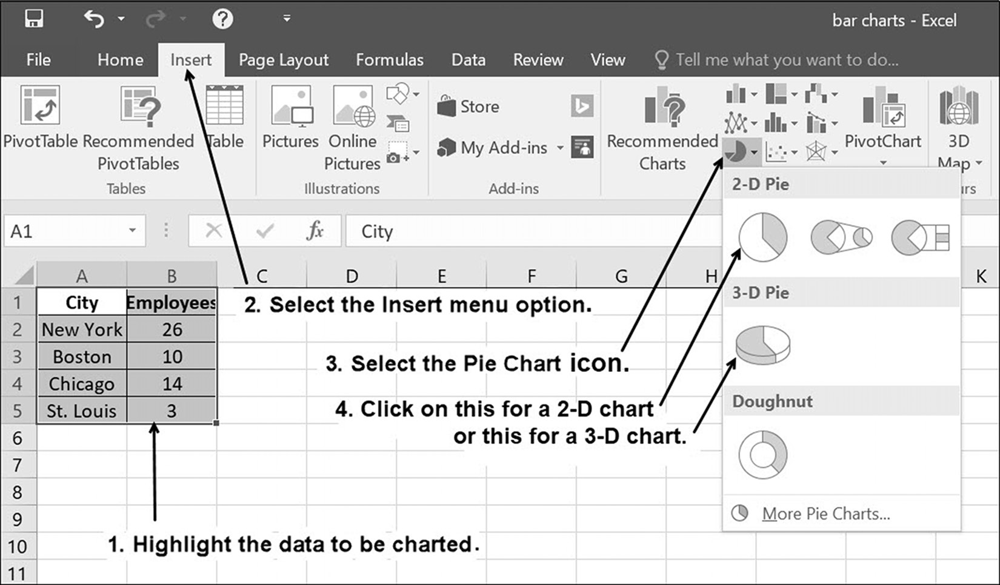 bar charts - Excel
File Home Insert Page Layout Formulas Data Review View Tell me what you want to do...
PivotTable Recommended PivotTables Table Pictures Online Pictures Store My Add-ins Recommended Charts PivotChart 3D Map
Tables Illustrations Add-ins urs
A1 fx City
2-D Pie
3-D Pie
Doughnut
More Pie Charts...
A B C D E F G H K
1 City Employees
2 New York 26
3 Boston 10
4 Chicago 14
5 St. Louis 3
6
7
8
9
10
11
2. Select the Insert menu option.
3. Select the Pie Chart icon.
4. Click on this for a 2-D chart
or this for a 3-D chart.
1. Highlight the data to be charted.